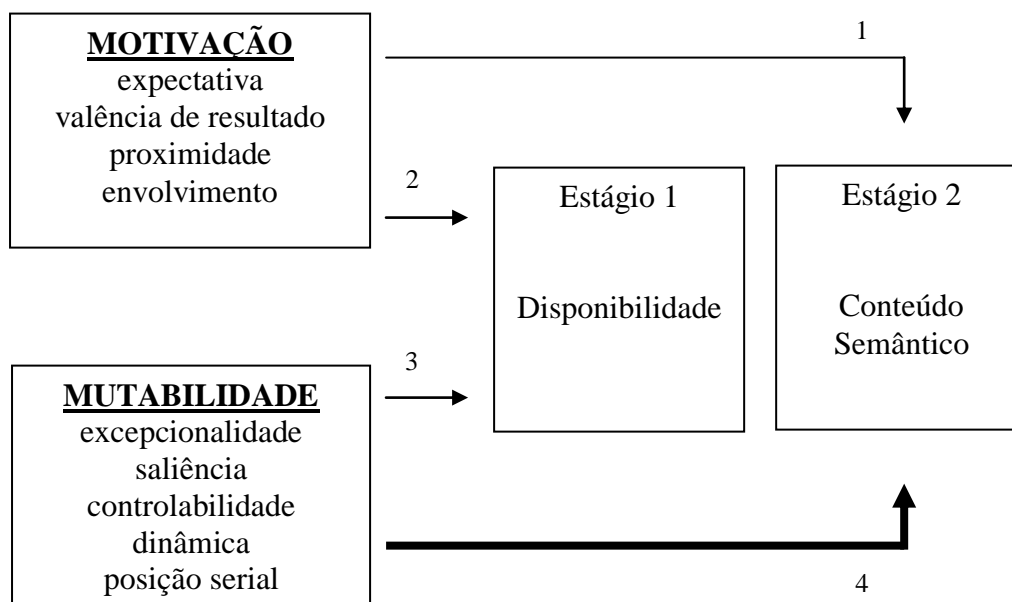 MOTIVAÇÃO
expectativa
valência de resultado
proximidade
envolvimento
1
2
Estágio 1
Disponibilidade
Estágio 2
Conteúdo
Semântico
3
MUTABILIDADE
excepcionalidade
saliência
controlabilidade
dinâmica
posição serial
4